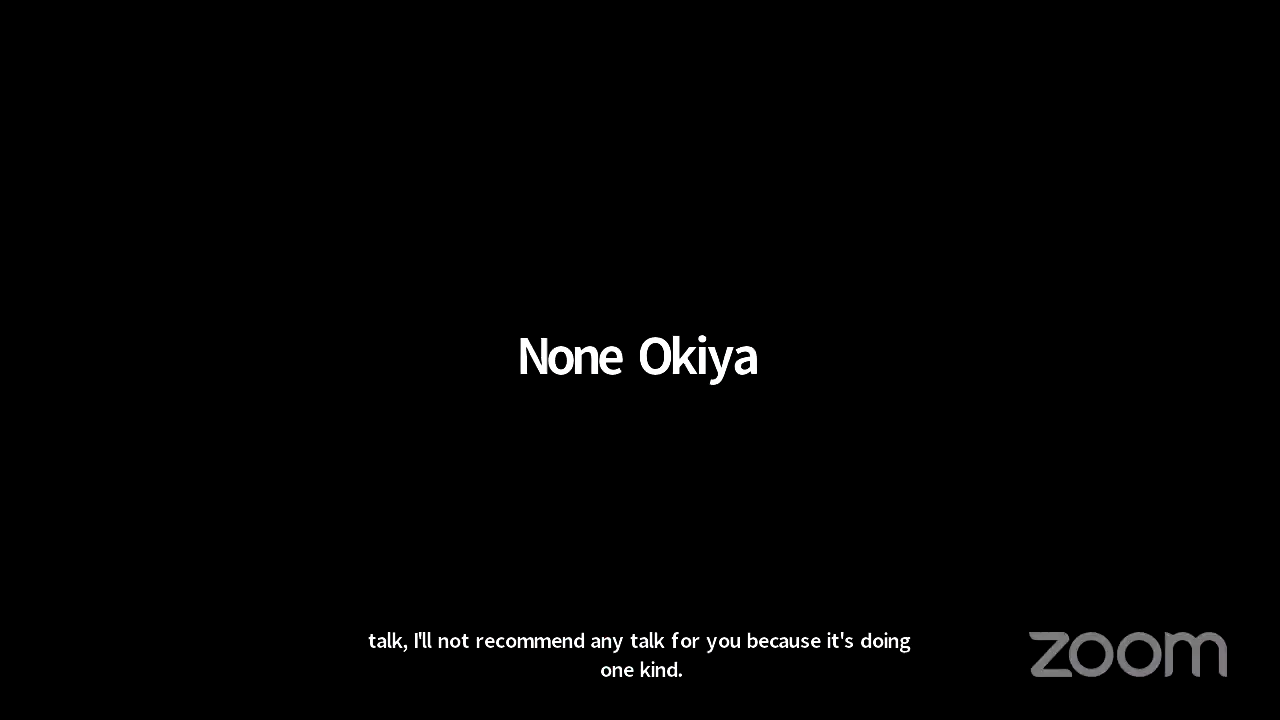 None Okiya
talk, I'll not recommend any talk for you because it's doing
one kind.
zoom